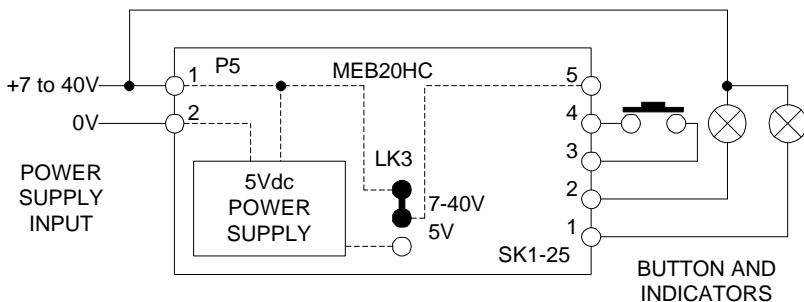 P5
MEB20HC
+7 to 40V
1
0V
2
POWER
SUPPLY
INPUT
5Vdc
POWER
SUPPLY
LK3
7-40V
5V
5
4
3
2
1
SK1-25
BUTTON AND
INDICATORS